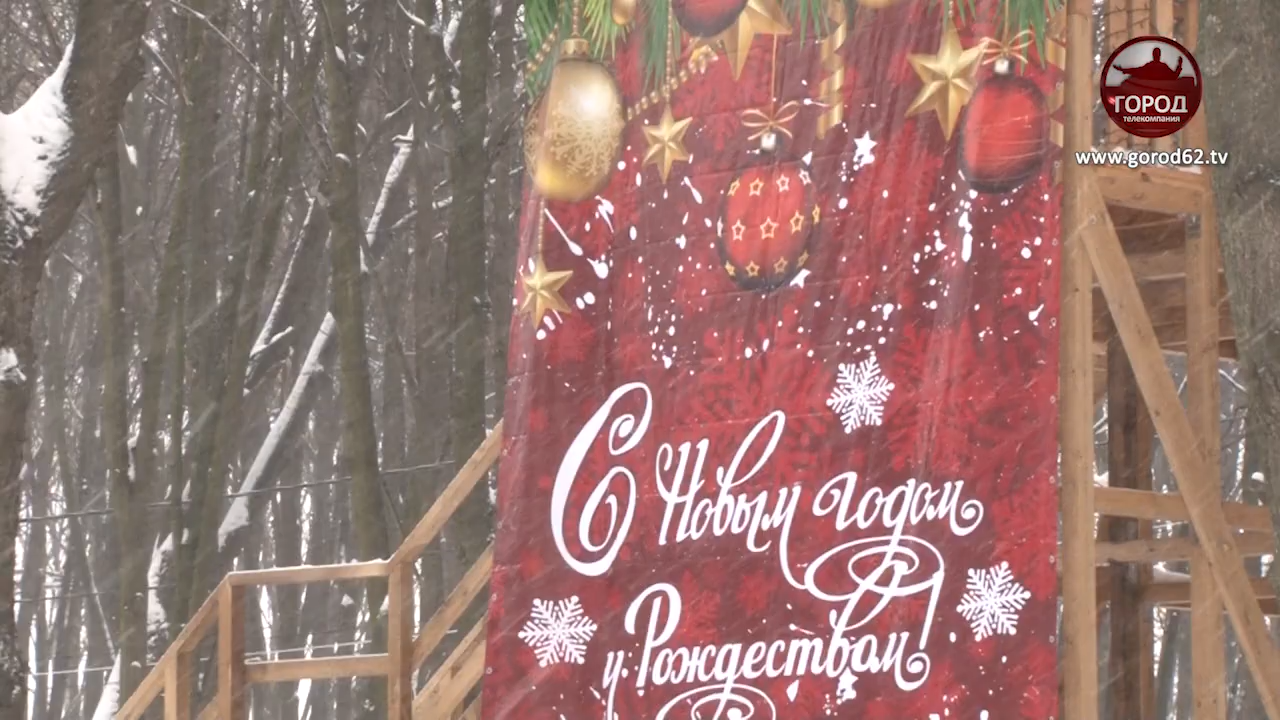 ГОРОД
телекомпания
www.gorod62.tv
С Новым годом
и Рождеством!